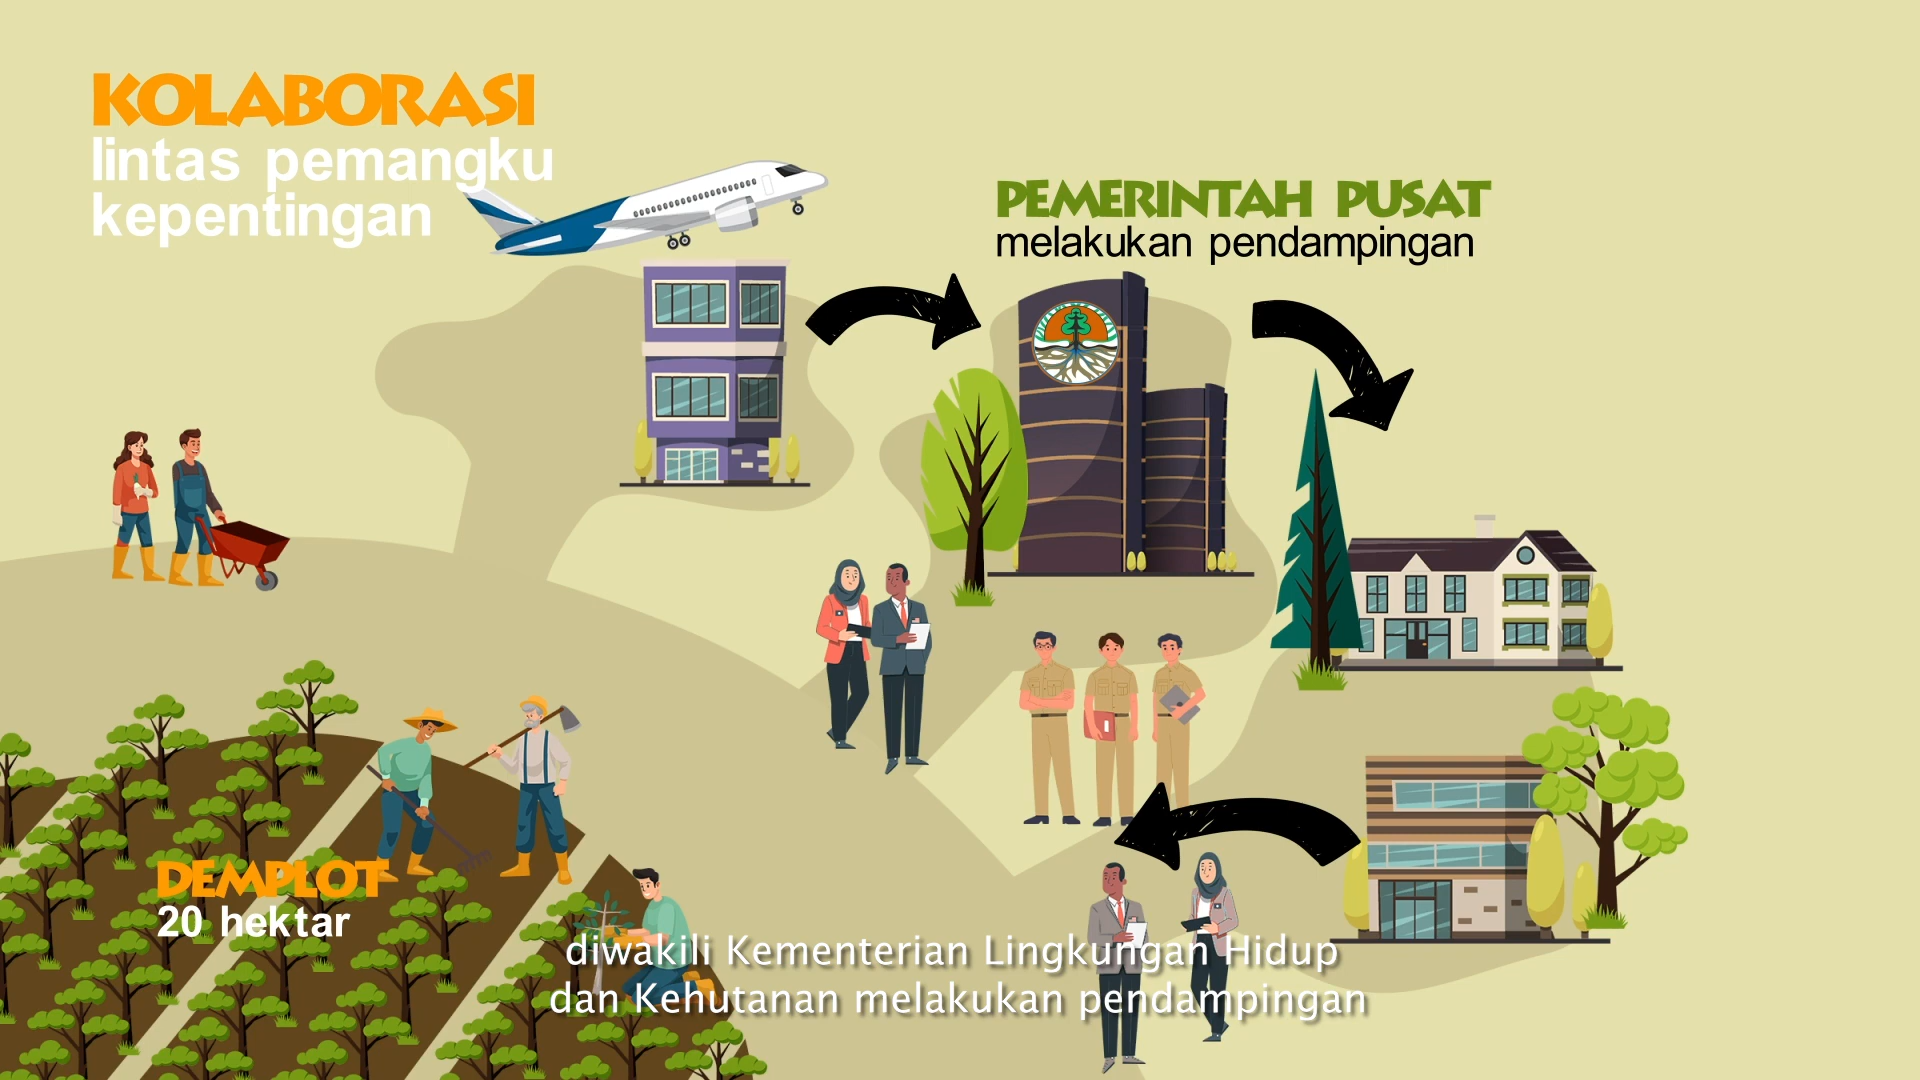 KOLABORASI
lintas pemangku
kepentingan
PEMERINTAH PUSAT
melakukan pendampingan
DEMPLOT
20 hektar
diwakili Kementerian Lingkungan Hidup
dan Kehutanan melakukan pendampingan